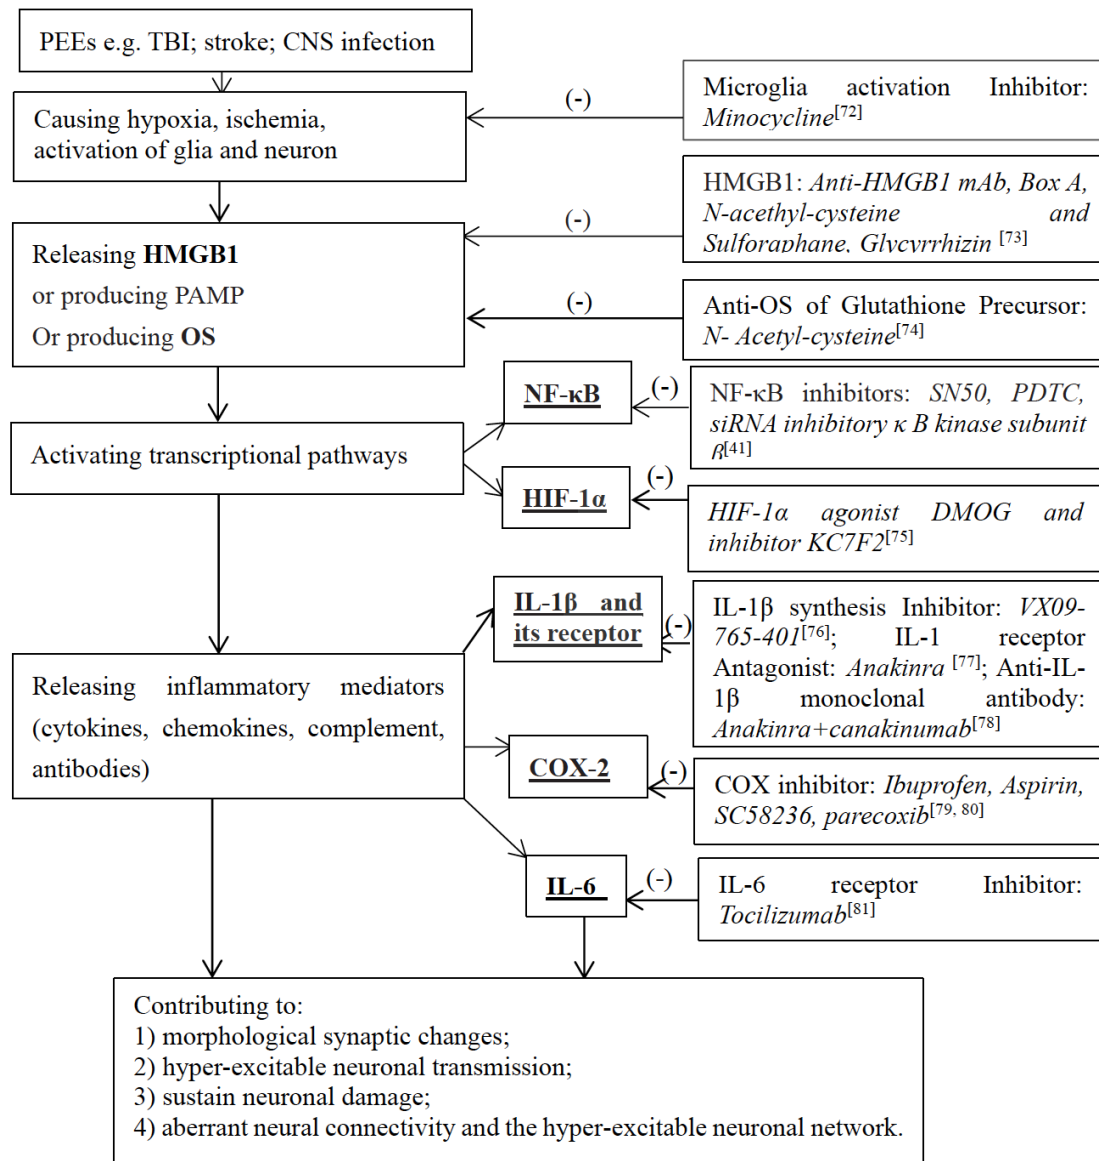 PEEs e.g. TBI; stroke; CNS infection
Causing hypoxia, ischemia,
activation of glia and neuron
(-)
Microglia activation Inhibitor:
Minocycline[72]
Releasing HMGB1
or producing PAMP
Or producing OS
(-)
HMGB1: Anti-HMGB1 mAb, Box A,
N-acethyl-cysteine and
Sulforaphane, Glycyrrhizin [73]
(-)
Anti-OS of Glutathione Precursor:
N- Acetyl-cysteine[74]
Activating transcriptional pathways
NF-κB
(-)
NF-κB inhibitors: SN50, PDTC,
siRNA inhibitory κ B kinase subunit
β[41]
HIF-1α
(-)
HIF-1α agonist DMOG and
inhibitor KC7F2[75]
Releasing inflammatory mediators
(cytokines, chemokines, complement,
antibodies)
IL-1β and
its receptor
(-)
IL-1β synthesis Inhibitor: VX09-
765-401[76]; IL-1 receptor
Antagonist: Anakinra [77]; Anti-IL-
1β monoclonal antibody:
Anakinra+canakinumab[78]
COX-2
(-)
COX inhibitor: Ibuprofen, Aspirin,
SC58236, parecoxib[79, 80]
IL-6
(-)
IL-6 receptor Inhibitor:
Tocilizumab[81]
Contributing to:
1) morphological synaptic changes;
2) hyper-excitable neuronal transmission;
3) sustain neuronal damage;
4) aberrant neural connectivity and the hyper-excitable neuronal network.